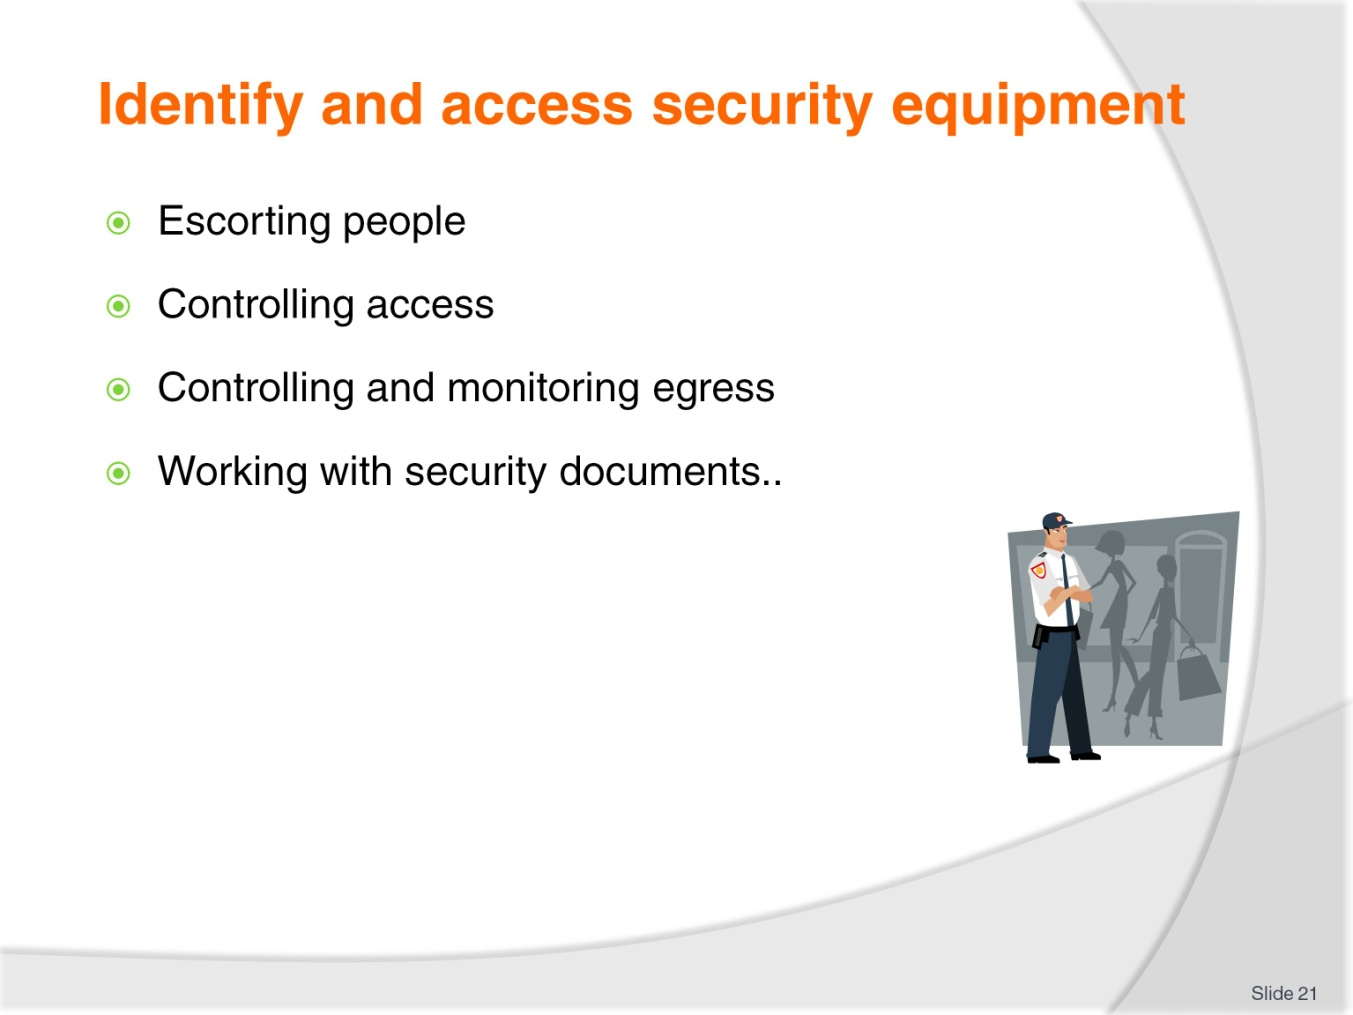 Identify and access security equipment
Escorting people
Controlling access
Controlling and monitoring egress
Working with security documents..
Slide 21